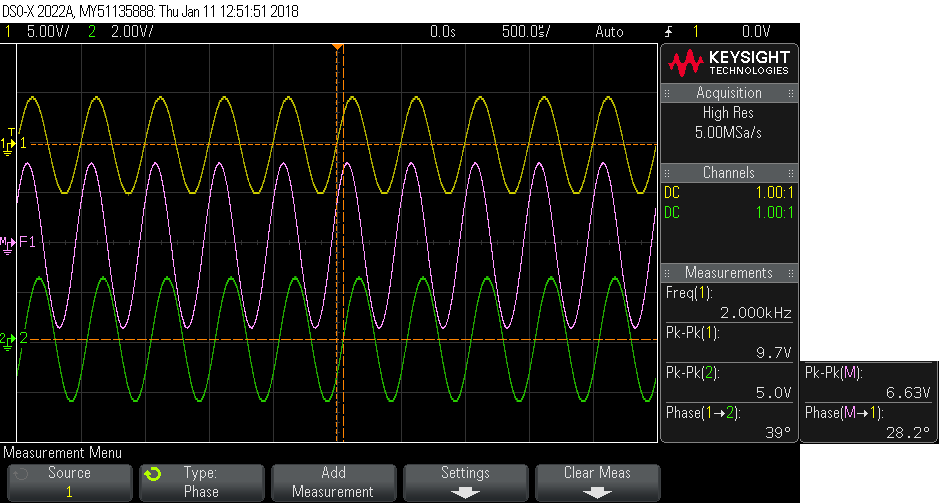 DSO-X 2022A, MY51135888: Thu Jan 11 12:51:51 2018
1 5.00V/ 2 2.00V/ 0.0s 500.0s/ Auto 1 0.0V
KEYSIGHT
TECHNOLOGIES
Acquisition
High Res
5.00MSa/s
Channels
DC 1.00:1
DC 1.00:1
Measurements
Freq(1):
2.000kHz
Pk-Pk(1):
9.7V
Pk-Pk(2):
5.0V
Phase(1→2):
39°
Pk-Pk(M):
6.63V
Phase(M→1):
28.2°
T
1 1
M F1
2 2
Measurement Menu
Source
1
Type:
Phase
Add
Measurement
Settings
Clear Meas